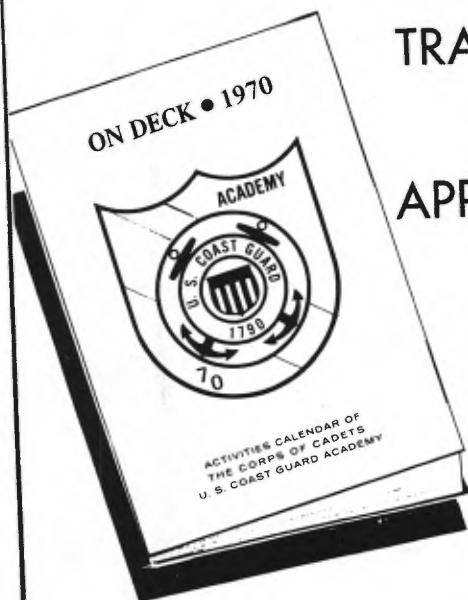 TRA
APP
ON DECK • 1970
ACADEMY
U. S. COAST GUARD
1790
70
ACTIVITIES CALENDAR OF
THE CORPS OF CADETS
U. S. COAST GUARD ACADEMY